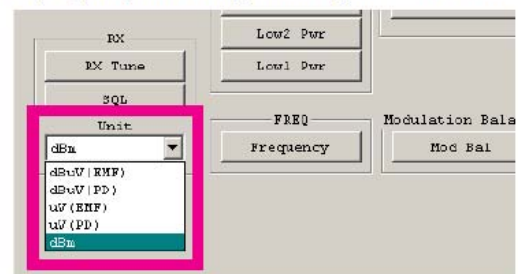 RX
RX Tune
SQL
Unit
dBm
dBuV(EMF)
dBuV(PD)
uV(EMF)
uV(PD)
dBm
Low2 Pwr
Low1 Pwr
FREQ
Frequency
Modulation Bala
Mod Bal